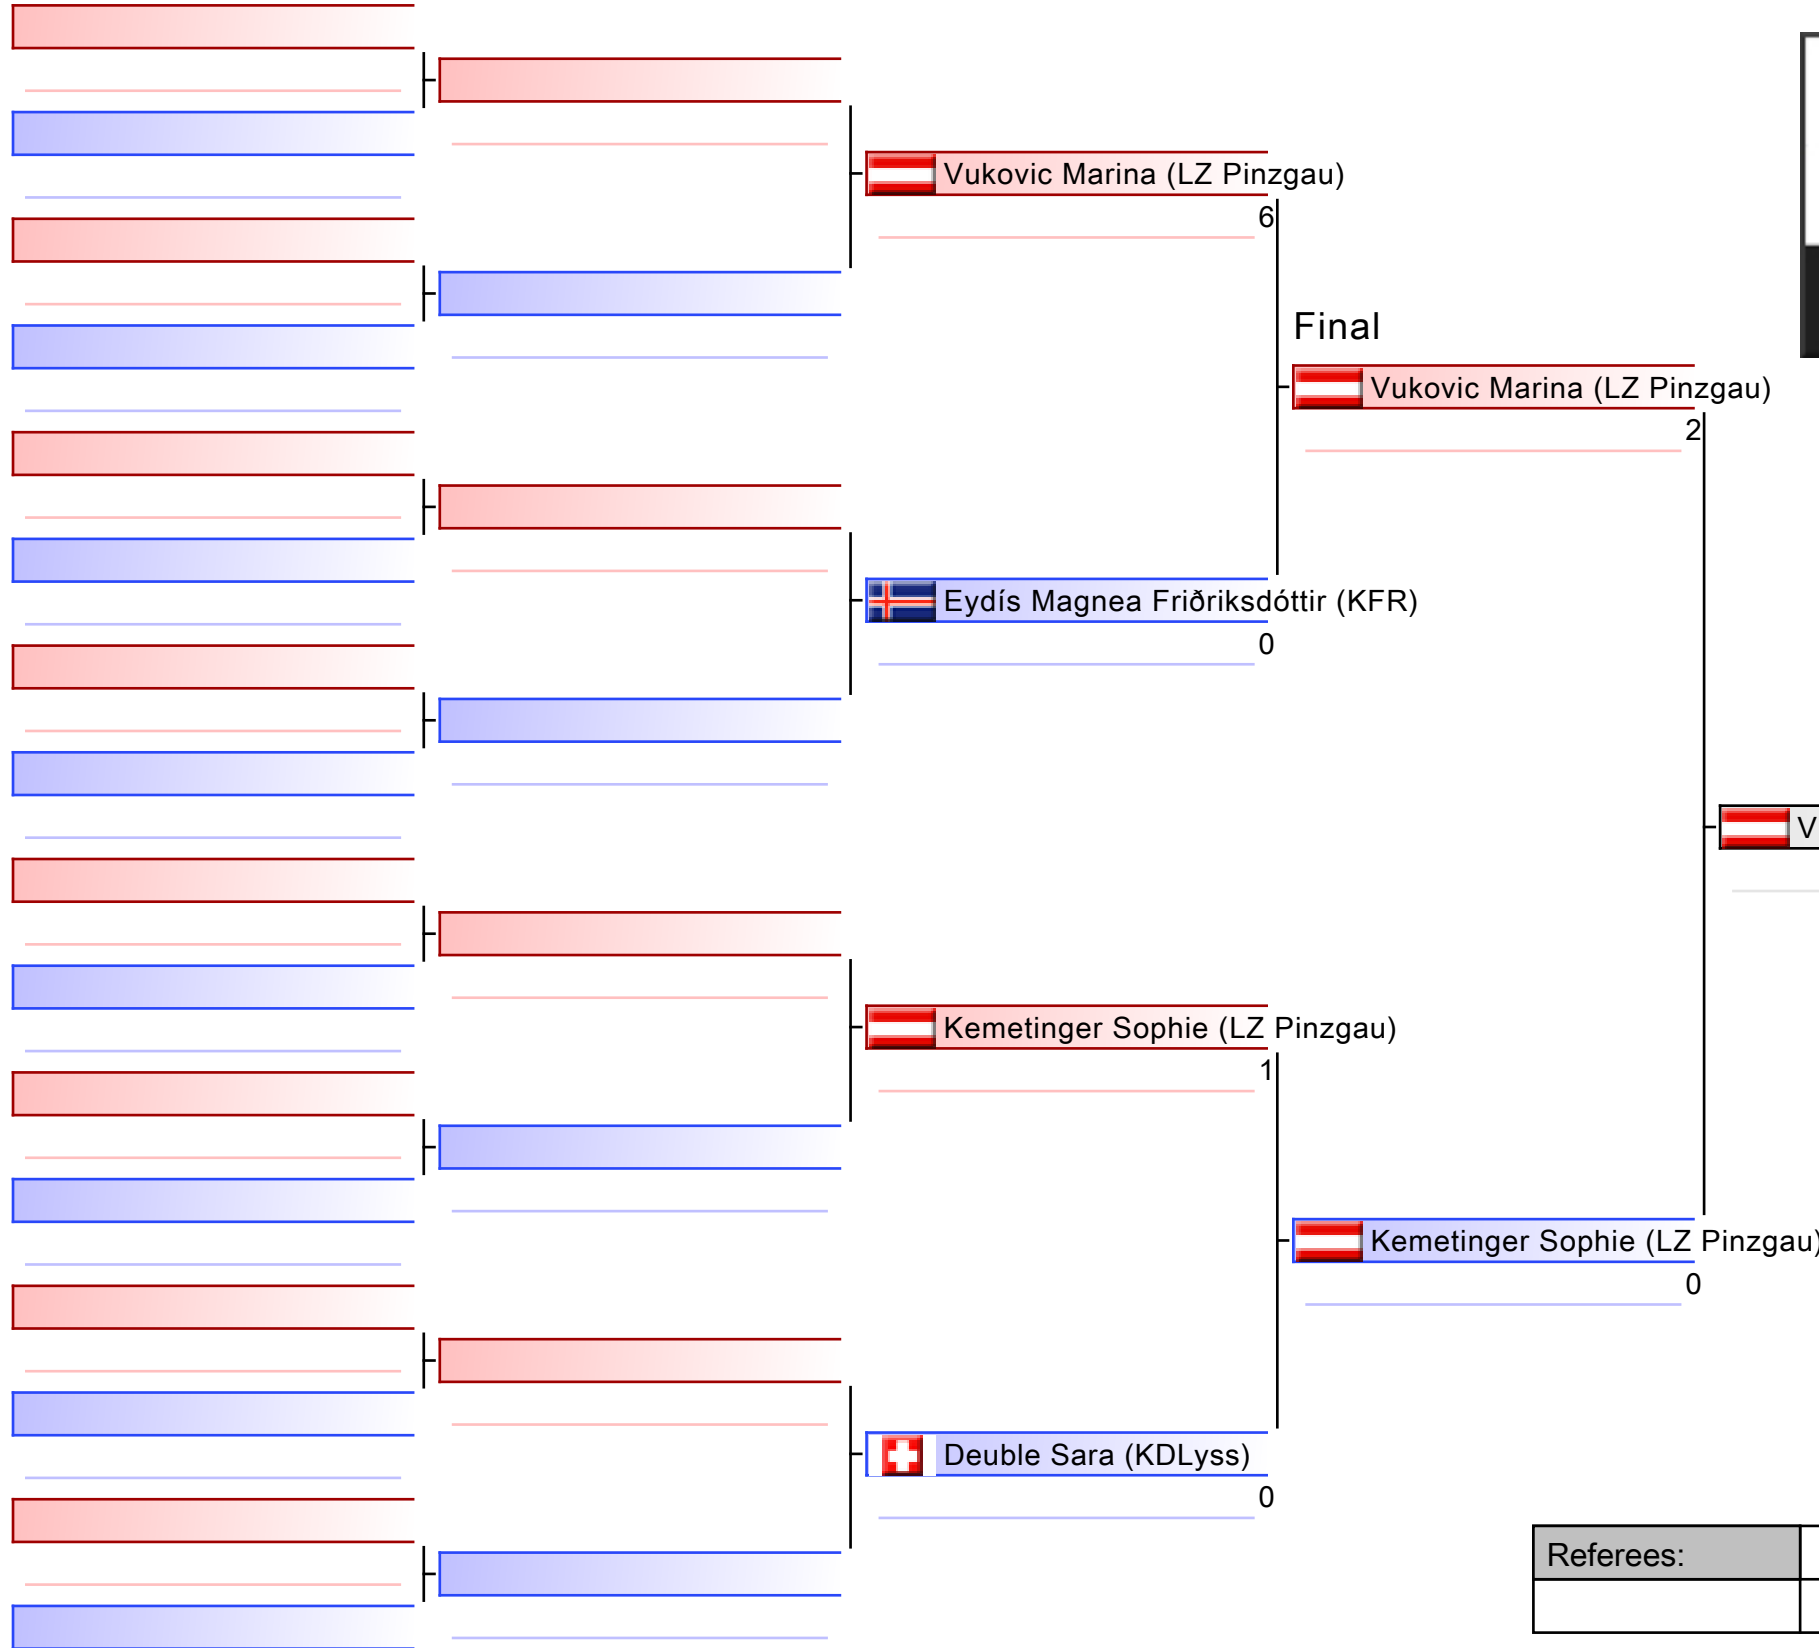 Vukovic Marina (LZ Pinzgau)
6
Final
Vukovic Marina (LZ Pinzgau)
2
Eydís Magnea Friðriksdóttir (KFR)
0
V
Kemetinger Sophie (LZ Pinzgau)
1
Kemetinger Sophie (LZ Pinzgau)
0
Deuble Sara (KDLyss)
0
Referees: